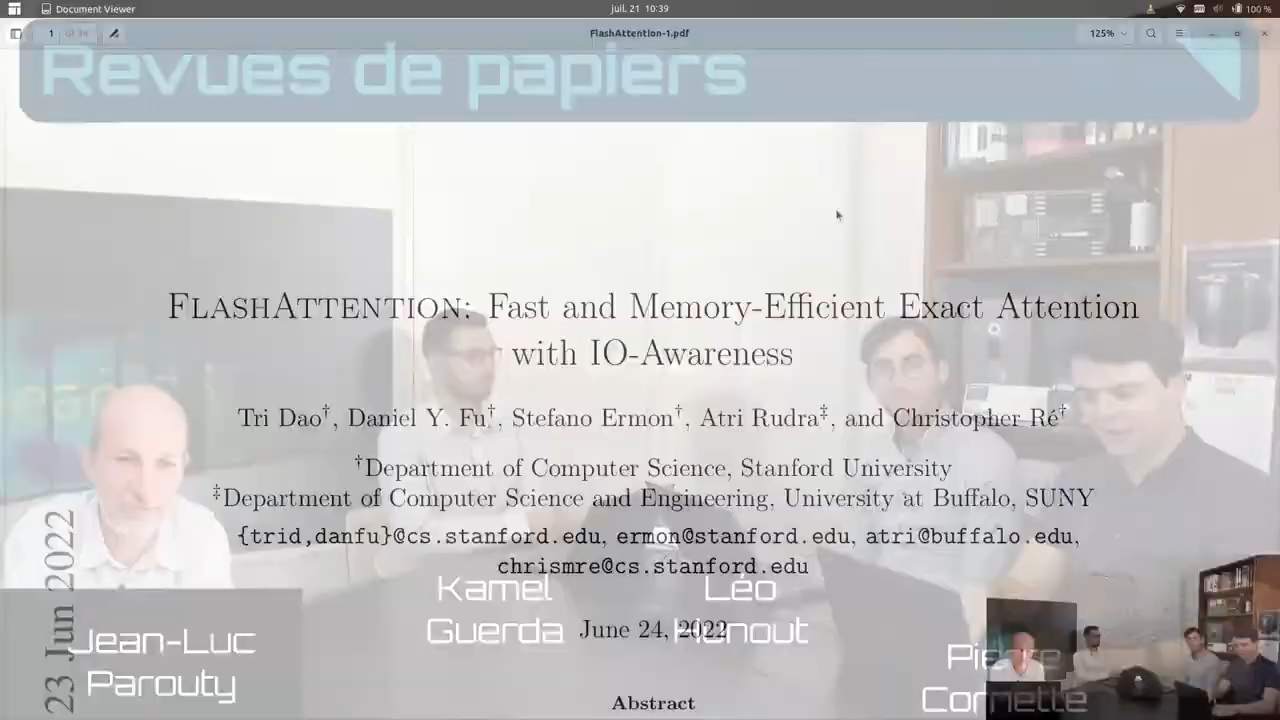 Document Viewer
juil. 21 10:39
100 %
1
FlashAttention-1.pdf
125%
Revues de papiers
FLASHATTENTION: Fast and Memory-Efficient Exact Attention
with IO-Awareness
Tri Dao†, Daniel Y. Fu†, Stefano Ermon†, Atri Rudra‡, and Christopher Ré†
†Department of Computer Science, Stanford University
‡Department of Computer Science and Engineering, University at Buffalo, SUNY
{trid,danfu}@cs.stanford.edu, ermon@stanford.edu, atri@buffalo.edu,
chrismre@cs.stanford.edu
June 24, 2022
Abstract
23 Jun 2022
Jean-Luc
Parouty
Kamel
Guerda
Léo
Hunout
Pierre
Cornette